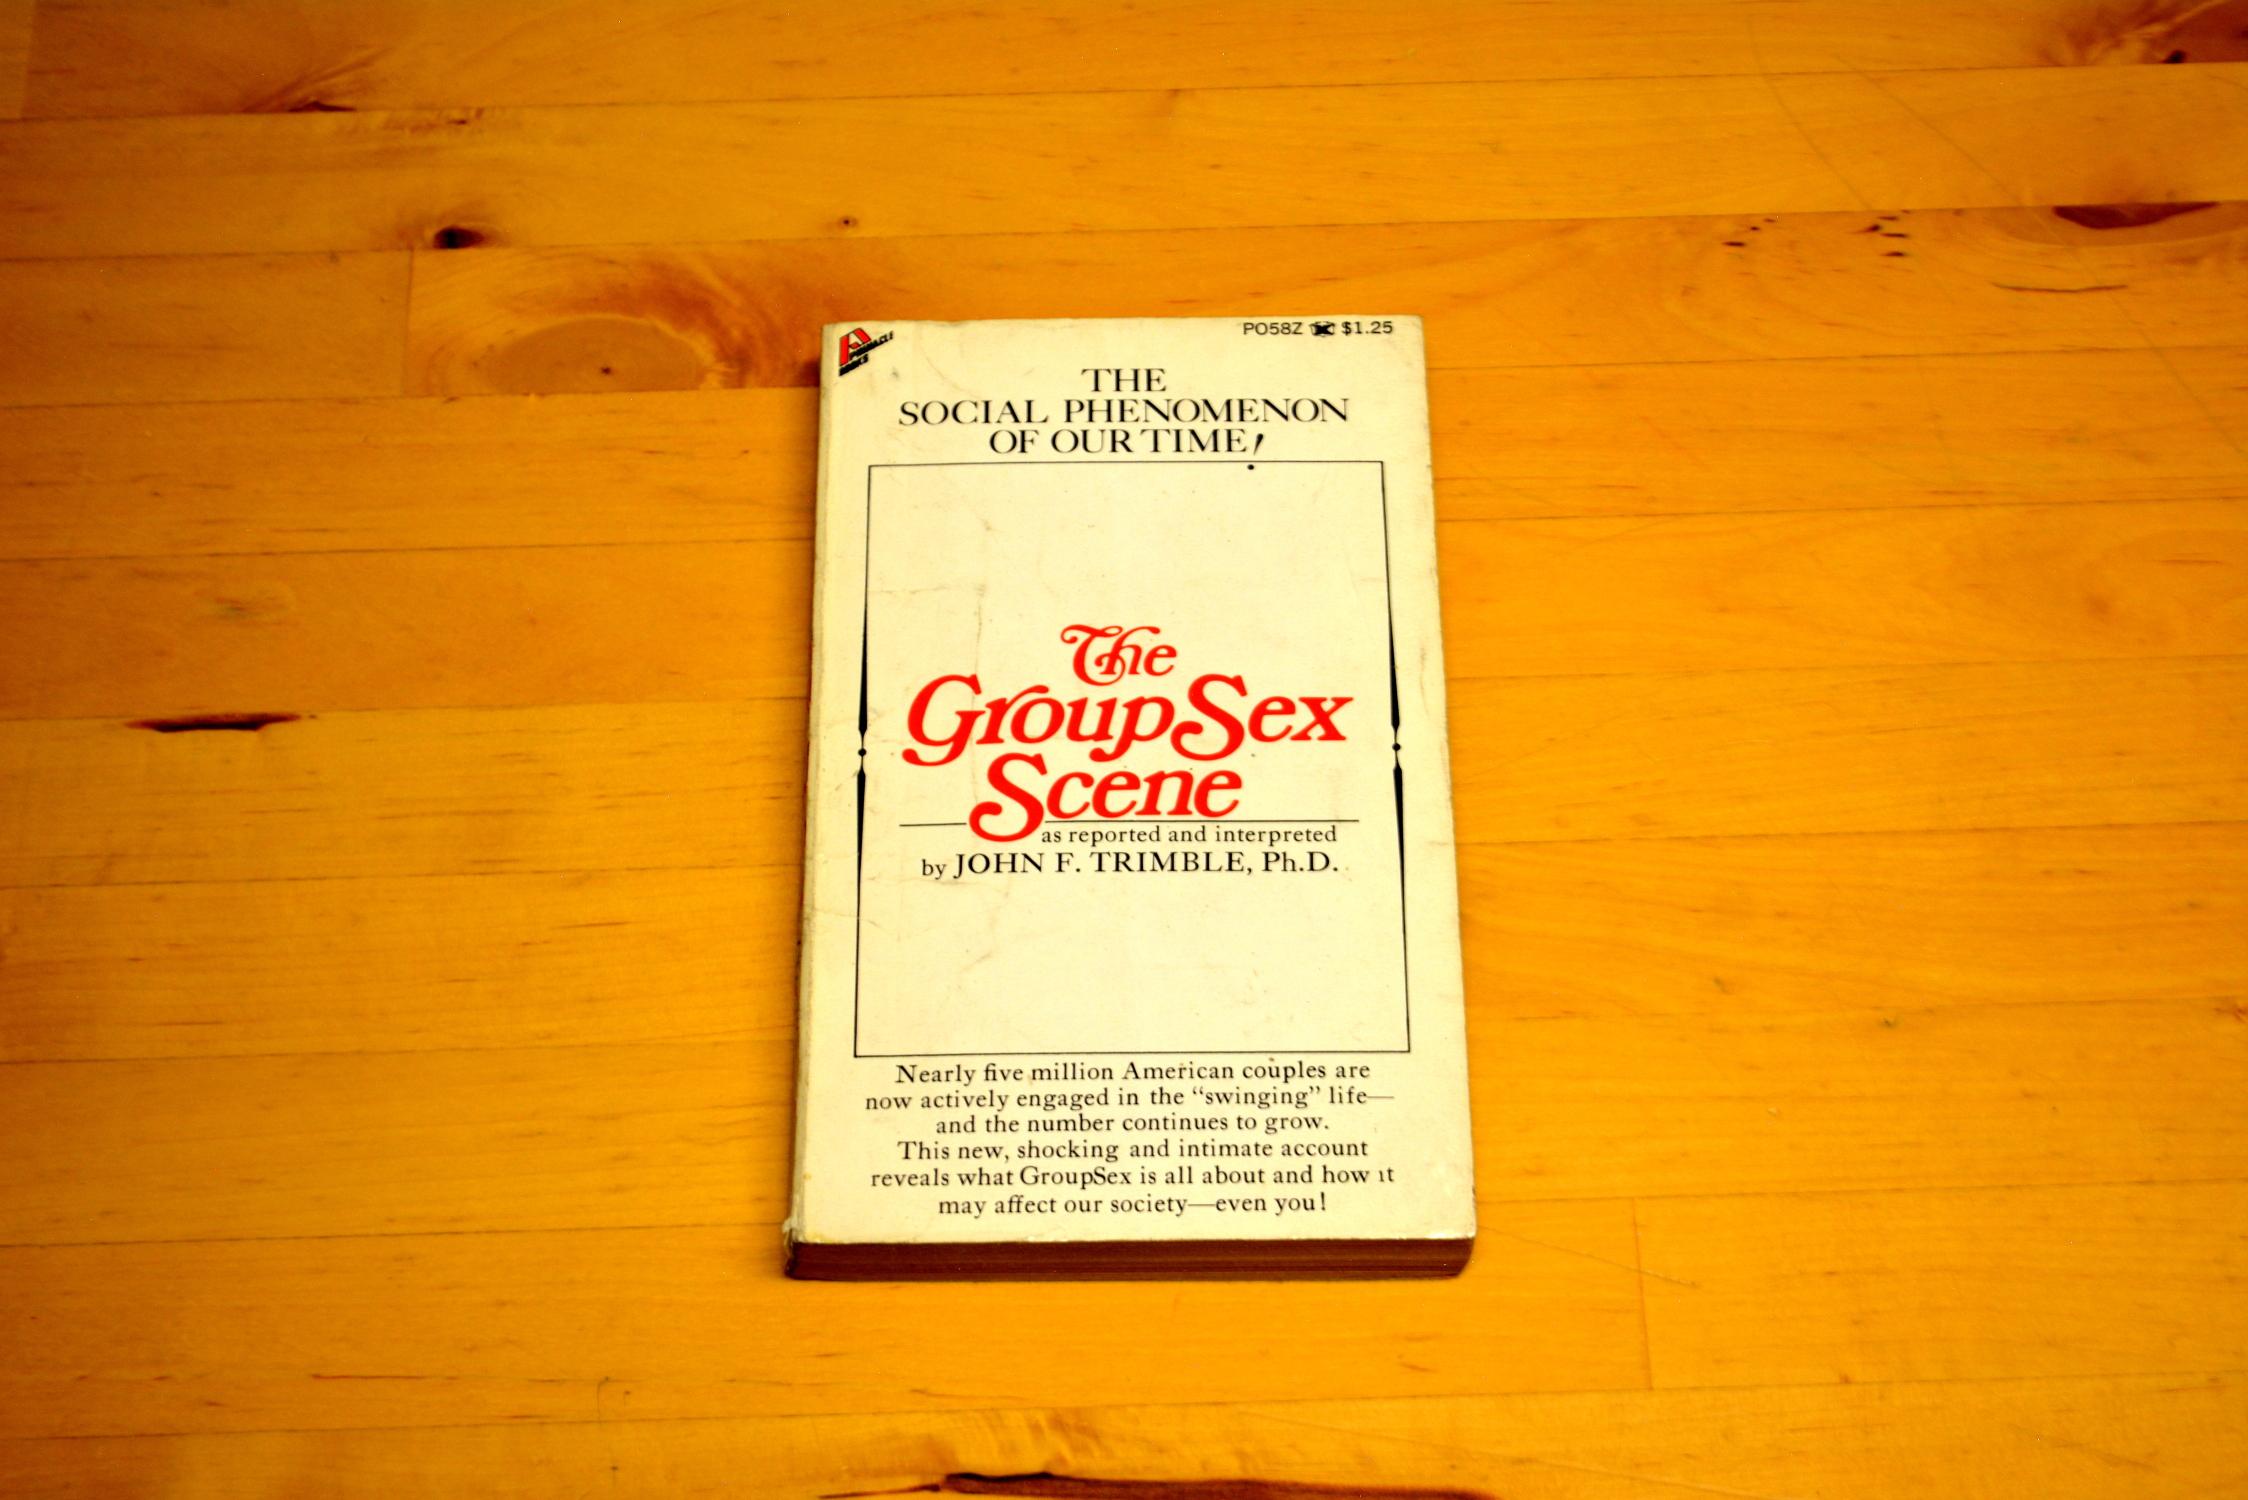 PINNACLE
BOOKS
PO58Z $1.25
THE
SOCIAL PHENOMENON
OF OUR TIME!
The
GroupSex
Scene
as reported and interpreted
by JOHN F. TRIMBLE, Ph.D.
Nearly five million American couples are
now actively engaged in the “swinging” life—
and the number continues to grow.
This new, shocking and intimate account
reveals what GroupSex is all about and how it
may affect our society—even you!